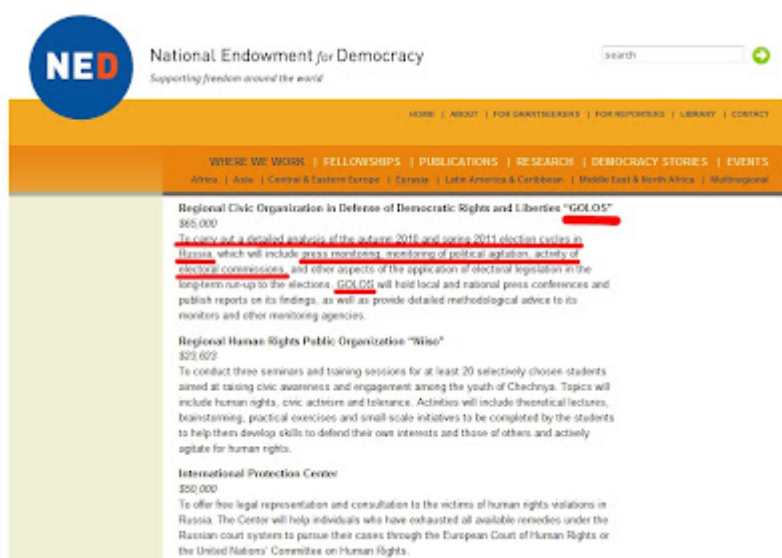 NED
National Endowment for Democracy
Supporting freedom around the world
search
HOME | ABOUT | FOR GRANTSEEKERS | FOR REPORTERS | LIBRARY | CONTACT
WHERE WE WORK | FELLOWSHIPS | PUBLICATIONS | RESEARCH | DEMOCRACY STORIES | EVENTS
Africa | Asia | Central & Eastern Europe | Eurasia | Latin America & Caribbean | Middle East & North Africa | Multiregional
Regional Civic Organization in Defense of Democratic Rights and Liberties "GOLOS"
$65,000
To carry out a detailed analysis of the autumn 2010 and spring 2011 election cycles in
Russia, which will include press monitoring, monitoring of political agitation, activity of
electoral commissions, and other aspects of the application of electoral legislation in the
long-term run-up to the elections. GOLOS will hold local and national press conferences and
publish reports on its findings, as well as provide detailed methodological advice to its
monitors and other monitoring agencies.
Regional Human Rights Public Organization "Niiso"
$23,603
To conduct three seminars and training sessions for at least 20 selectively chosen students
aimed at raising civic awareness and engagement among the youth of Chechnya. Topics will
include human rights, civic activism and tolerance. Activities will include theoretical lectures,
brainstorming, practical exercises and small-scale initiatives to be completed by the students
to help them develop skills to defend their own interests and those of others and actively
agitate for human rights.
International Protection Center
$50,000
To offer free legal representation and consultation to the victims of human rights violations in
Russia. The Center will help individuals who have exhausted all available remedies under the
Russian court system to pursue their cases through the European Court of Human Rights or
the United Nations' Committee on Human Rights.